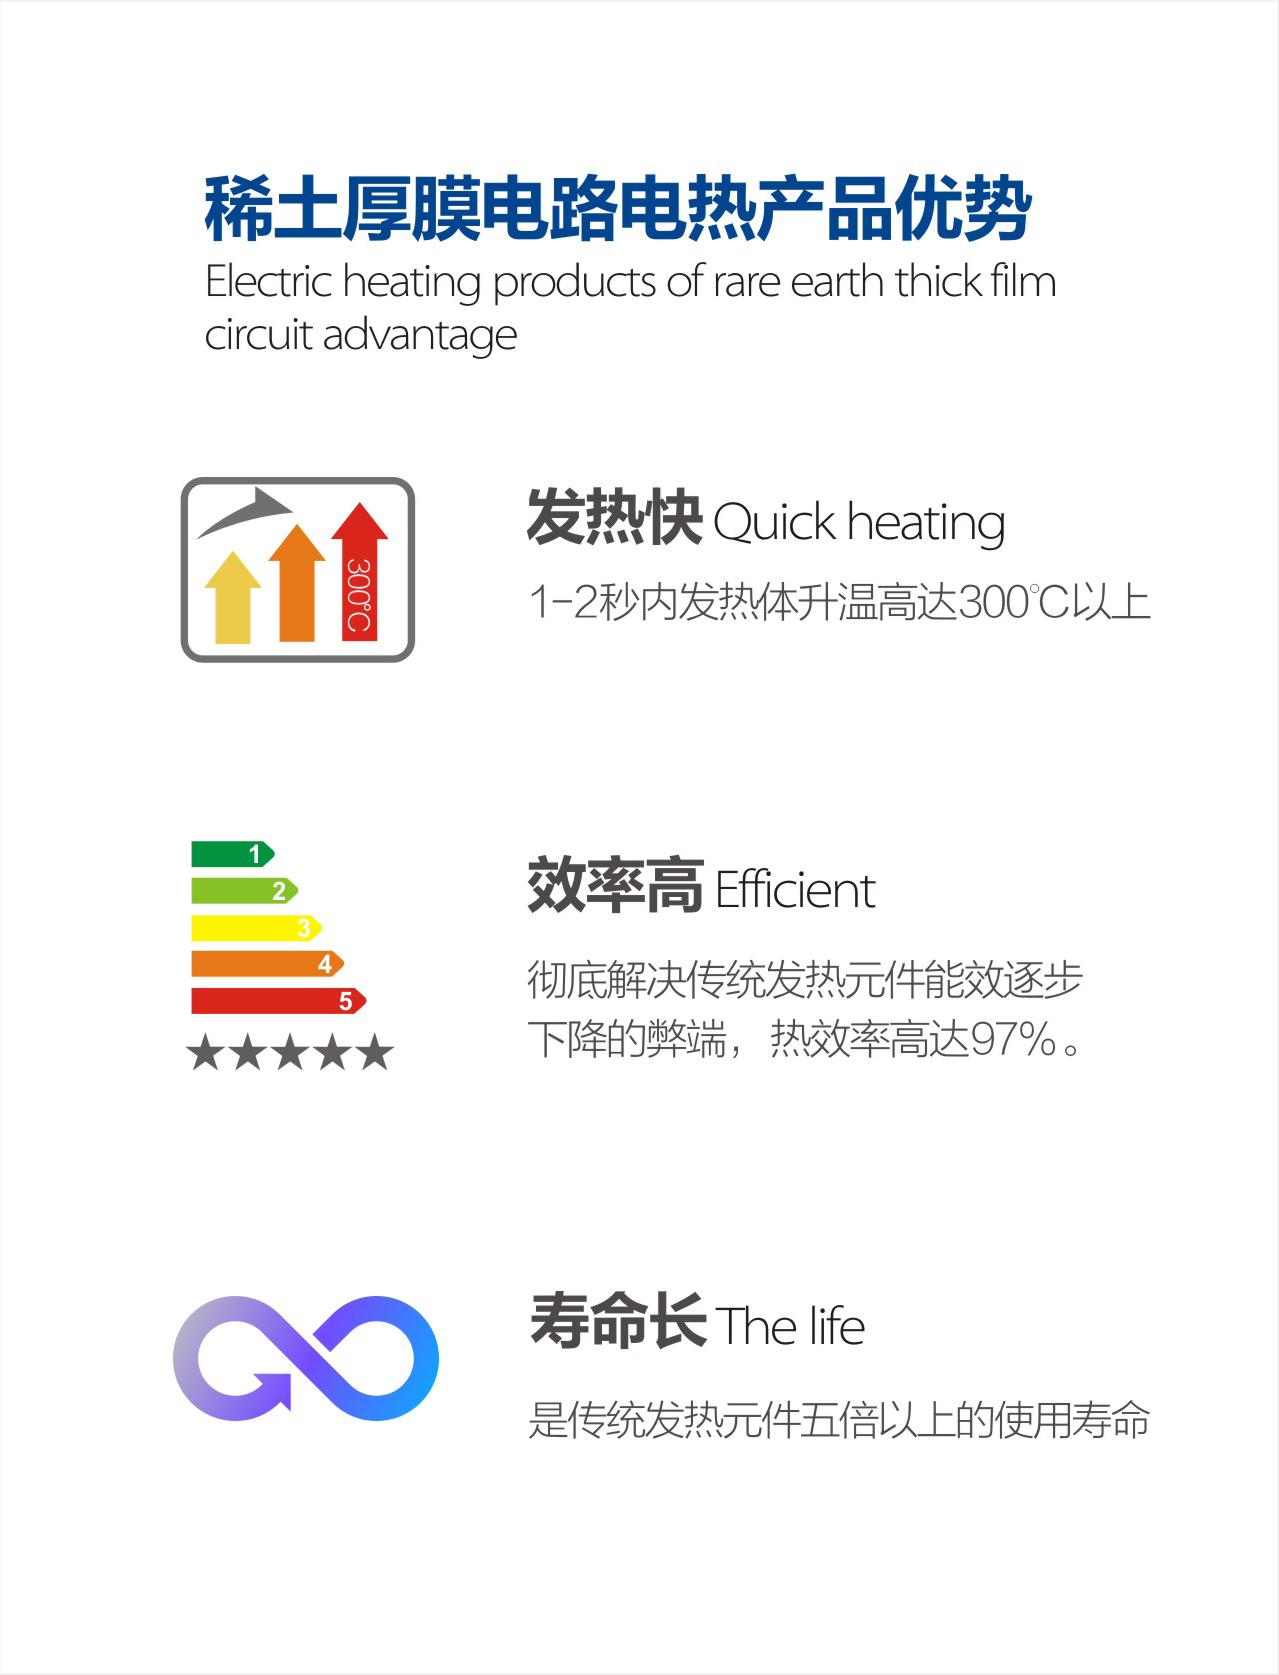 稀土厚膜电路电热产品优势
Electric heating products of rare earth thick film
circuit advantage
300℃
发热快 Quick heating
1-2秒内发热体升温高达300℃以上
1
2
3
4
5
效率高 Efficient
彻底解决传统发热元件能效逐步
下降的弊端，热效率高达97%。
寿命长 The life
是传统发热元件五倍以上的使用寿命